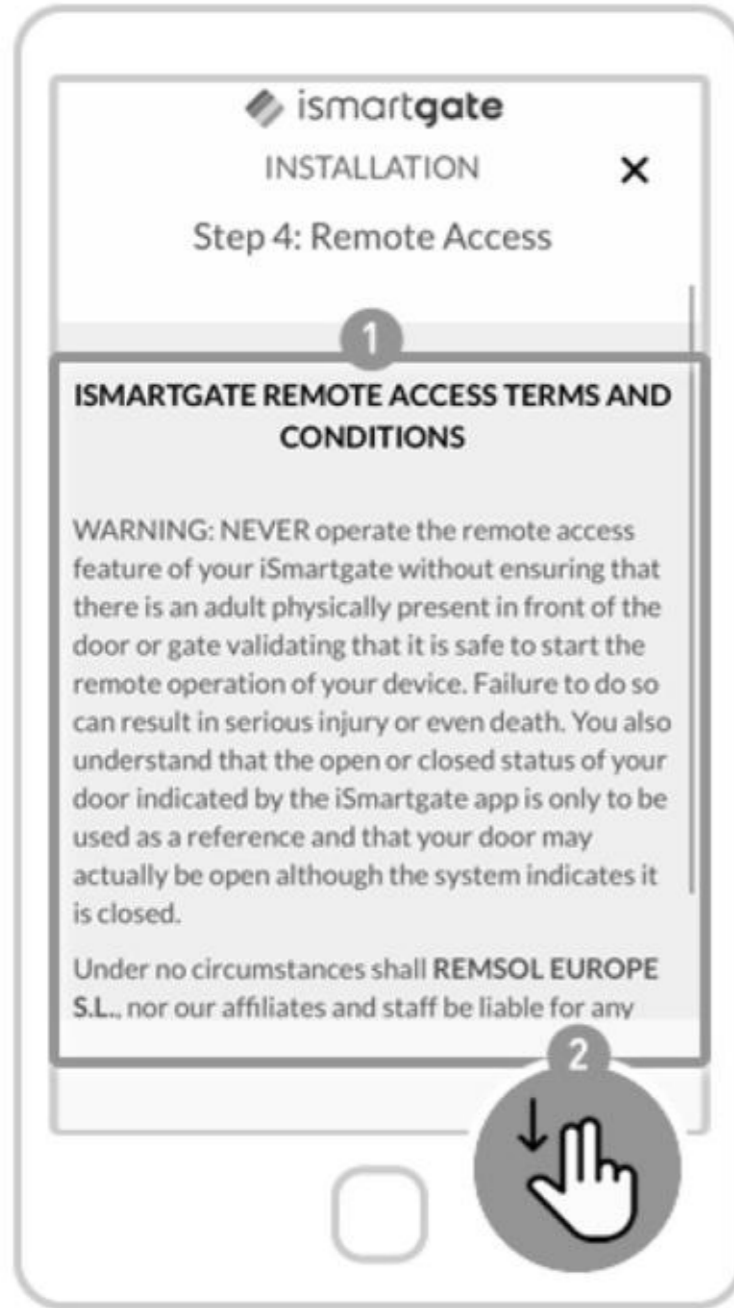 ismartgate
INSTALLATION
Step 4: Remote Access
1
ISMARTGATE REMOTE ACCESS TERMS AND
CONDITIONS
WARNING: NEVER operate the remote access
feature of your iSmartgate without ensuring that
there is an adult physically present in front of the
door or gate validating that it is safe to start the
remote operation of your device. Failure to do so
can result in serious injury or even death. You also
understand that the open or closed status of your
door indicated by the iSmartgate app is only to be
used as a reference and that your door may
actually be open although the system indicates it
is closed.
Under no circumstances shall REMSOL EUROPE
S.L., nor our affiliates and staff be liable for any
2